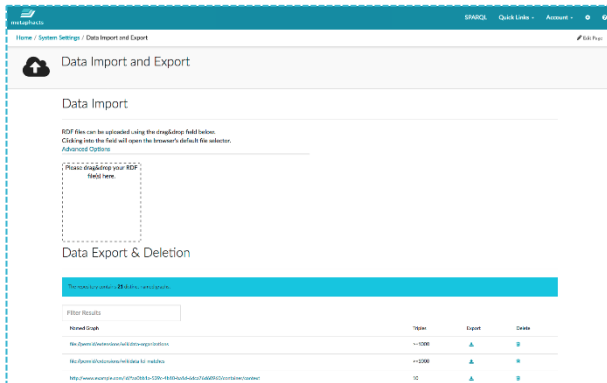 metaphacts
SPARQL Quick Links Account
Home / System Settings / Data Import and Export
Edit Page
Data Import and Export
Data Import
RDF files can be uploaded using the drag&drop field below.
Clicking into the field will open the browser's default file selector.
Advanced Options
Please drag&drop your RDF
file(s) here.
Data Export & Deletion
Filter Results
Named Graph Triples Export Delete
>=1000
>=1000
10